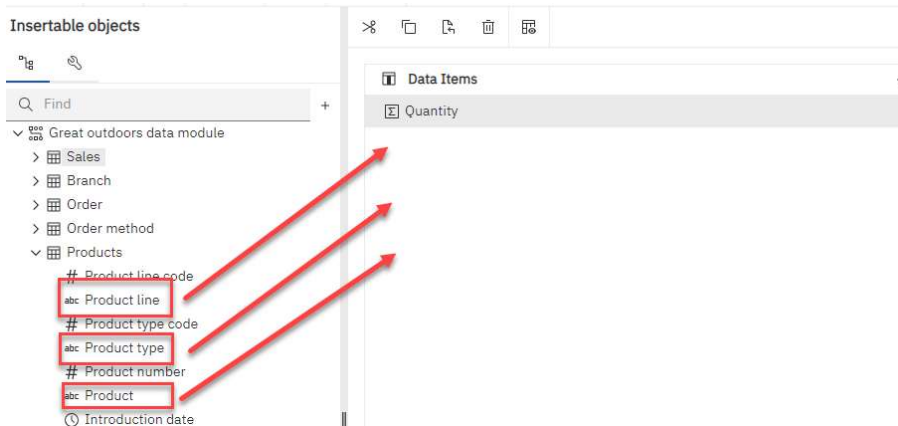 Insertable objects
Find
Great outdoors data module
Sales
Branch
Order
Order method
Products
# Product line code
abc Product line
# Product type code
abc Product type
# Product number
abc Product
Introduction date
Data Items
Σ Quantity